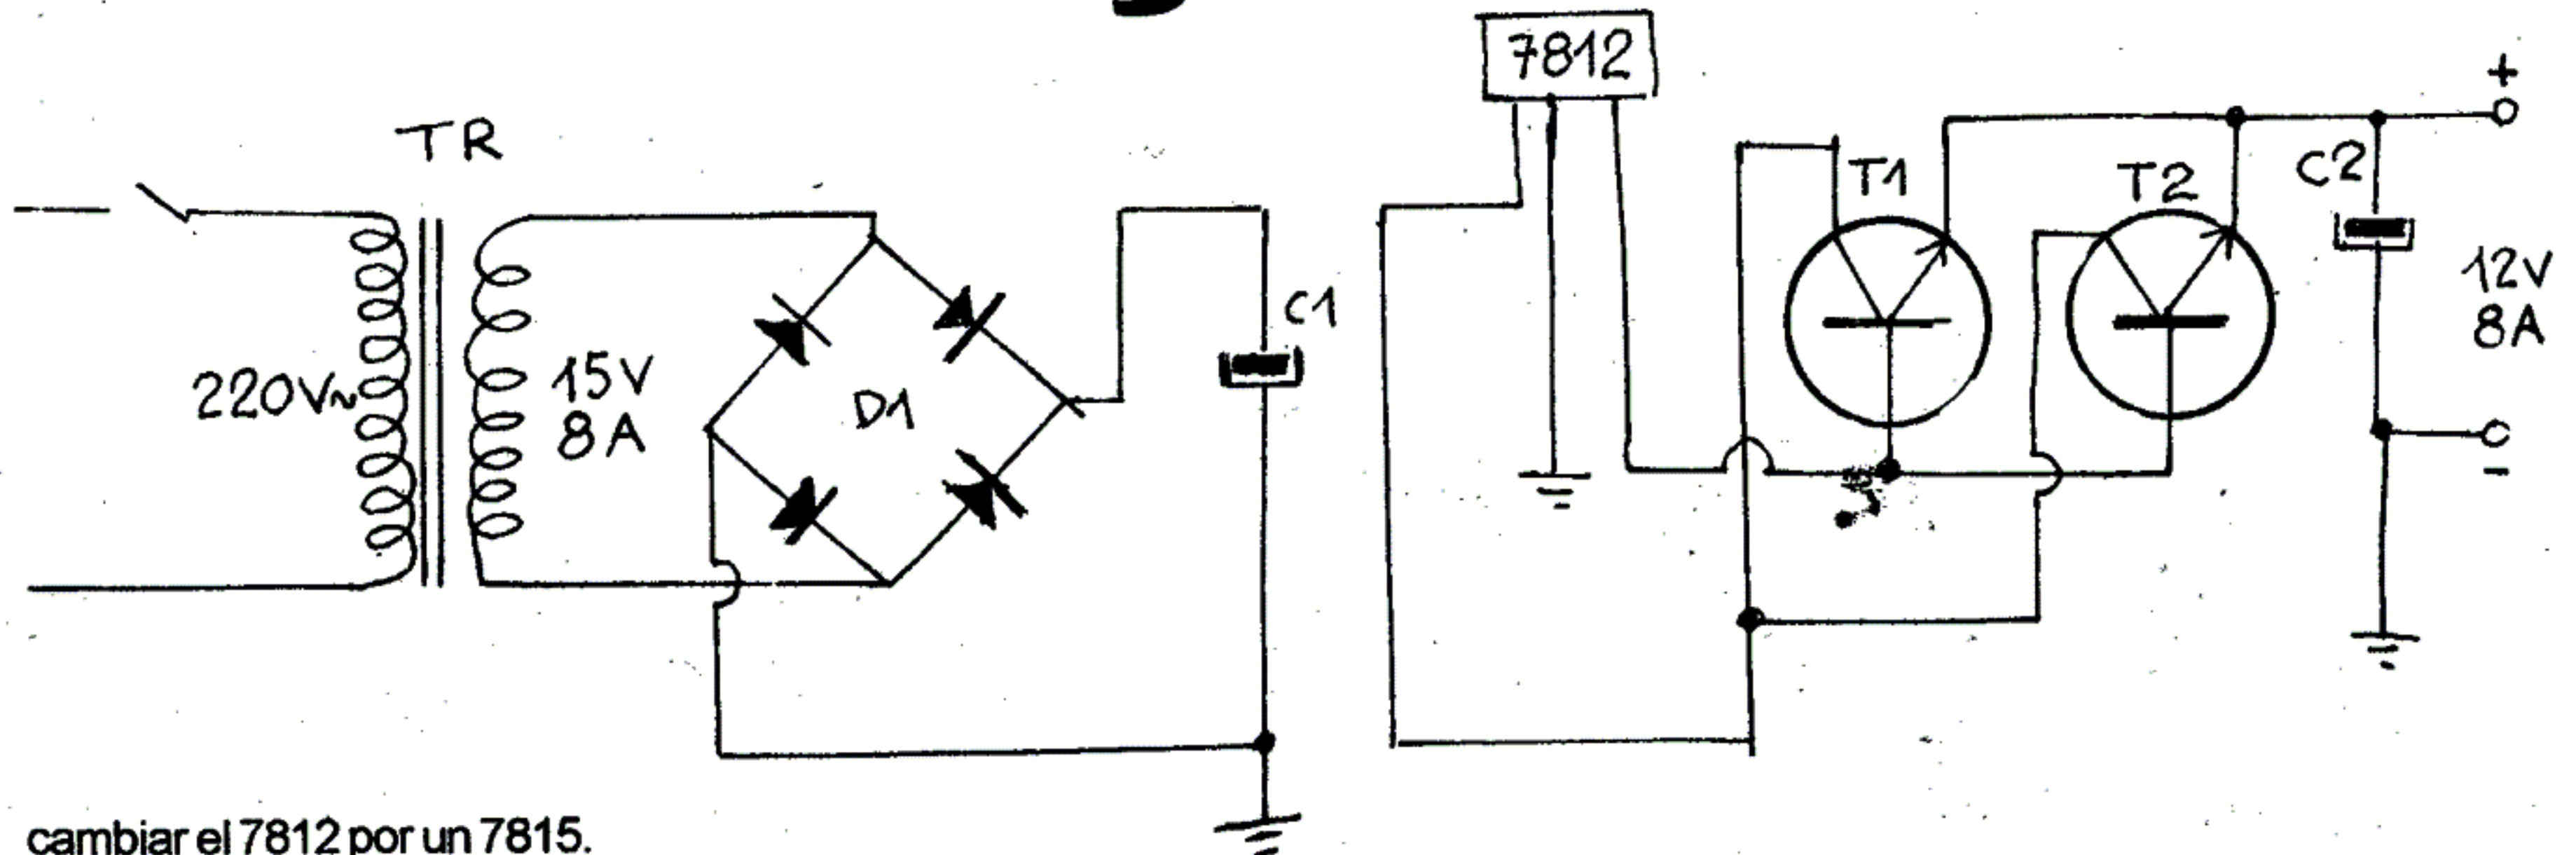 7812
TR
220V~
15V
8A
D1
C1
T1
T2
C2
+
12V
8A
-
cambiar el 7812 por un 7815.